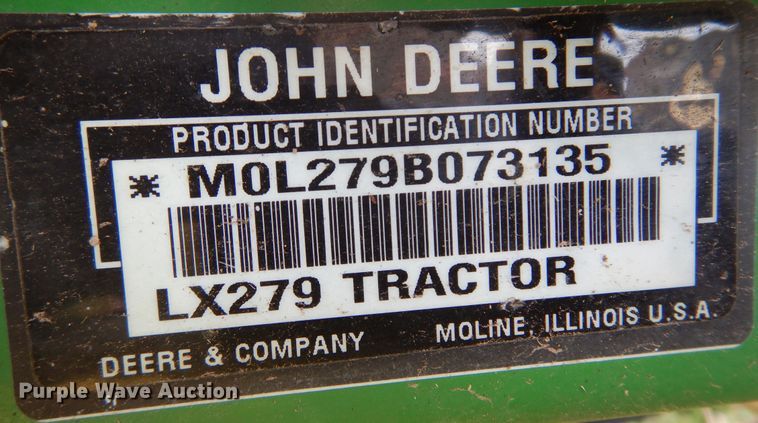 JOHN DEERE
PRODUCT IDENTIFICATION NUMBER
* M0L279B073135 *
LX279 TRACTOR
DEERE & COMPANY MOLINE, ILLINOIS U.S.A.
Purple Wave Auction